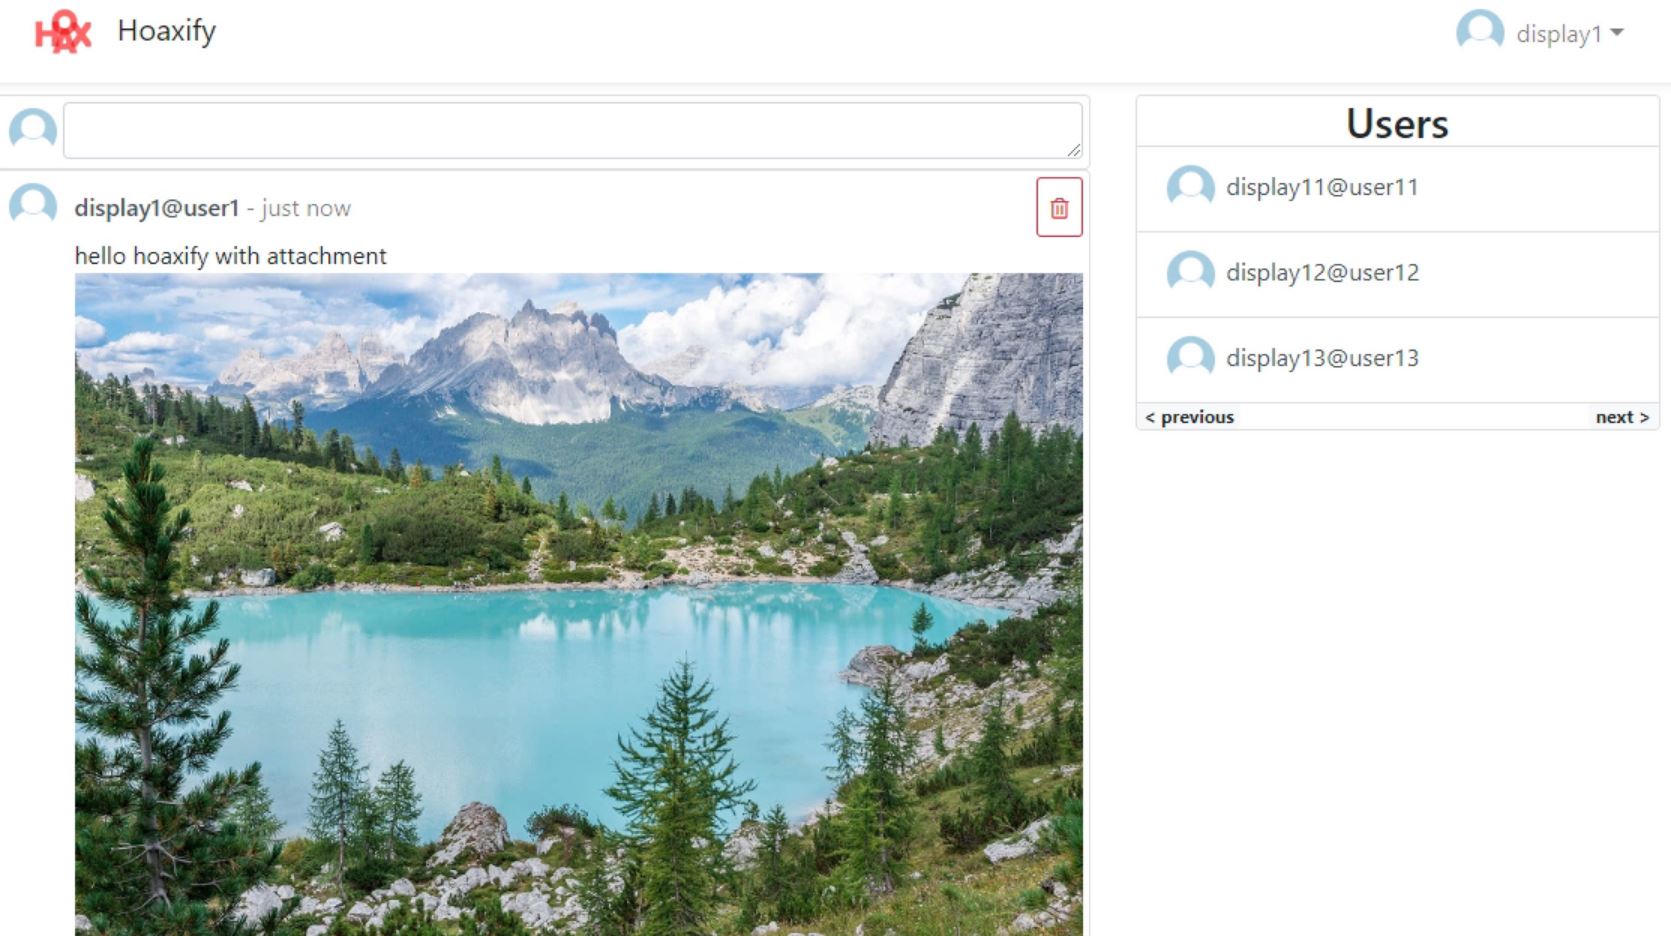 HOAX Hoaxify
display1
display1@user1 - just now
hello hoaxify with attachment
Users
display11@user11
display12@user12
display13@user13
< previous
next >